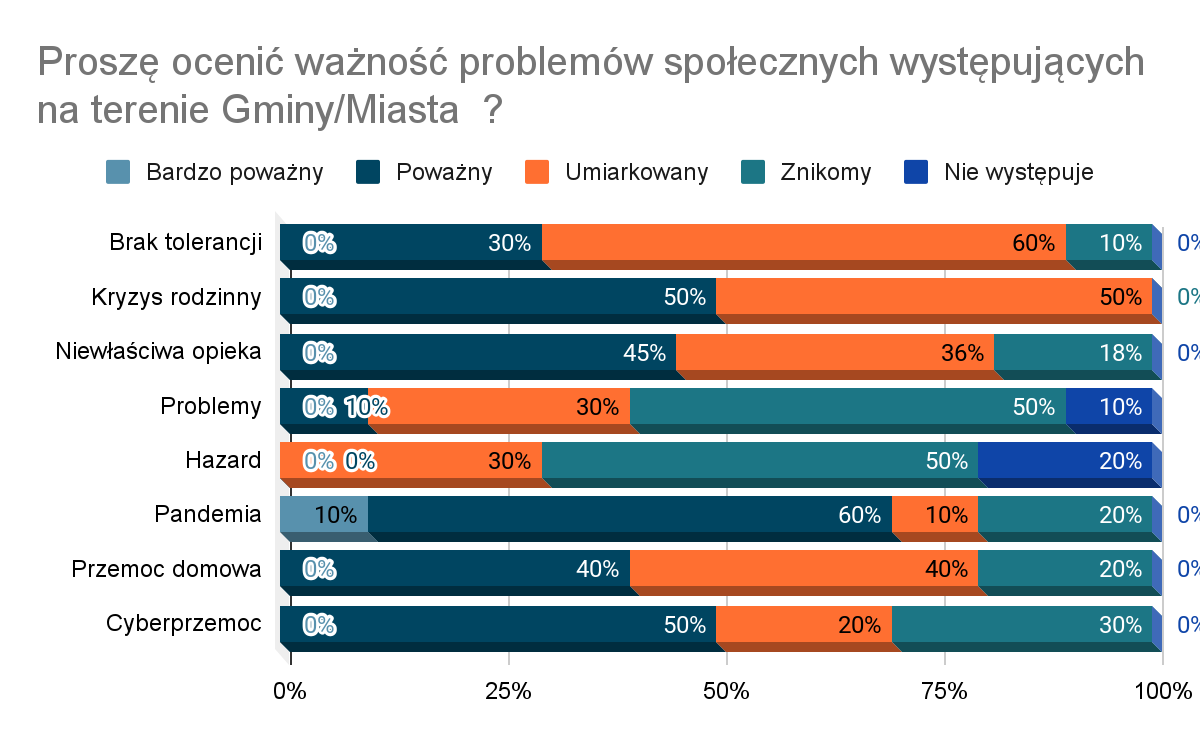 Proszę ocenić ważność problemów społecznych występujących
na terenie Gminy/Miasta ?
Bardzo poważny Poważny Umiarkowany Znikomy Nie występuje
Brak tolerancji 0% 30% 60% 10% 0%
Kryzys rodzinny 0% 50% 50% 0%
Niewłaściwa opieka 0% 45% 36% 18% 0%
Problemy 0% 10% 30% 50% 10%
Hazard 0% 0% 30% 50% 20%
Pandemia 10% 60% 10% 20% 0%
Przemoc domowa 0% 40% 40% 20% 0%
Cyberprzemoc 0% 50% 20% 30% 0%
0% 25% 50% 75% 100%